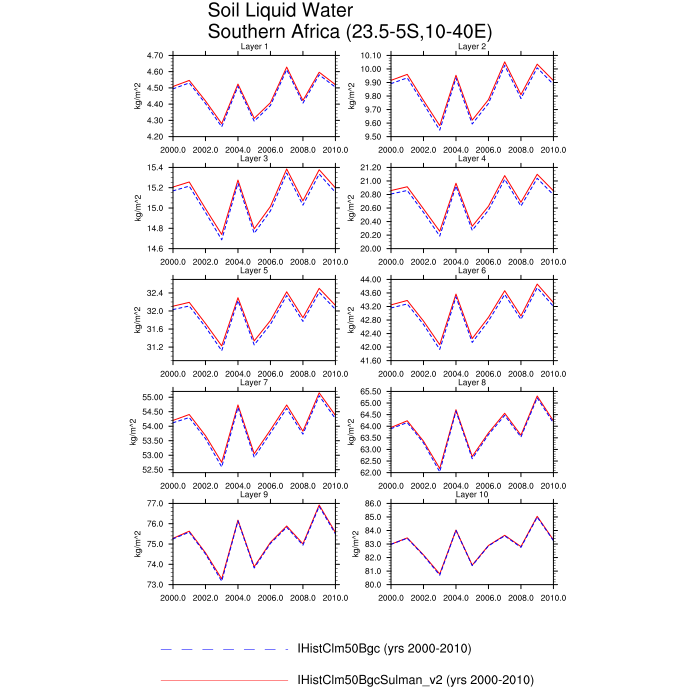 Soil Liquid Water
Southern Africa (23.5-5S,10-40E)
Layer 1
kg/m^2
4.70
4.60
4.50
4.40
4.30
4.20
2000.0 2002.0 2004.0 2006.0 2008.0 2010.0
Layer 2
kg/m^2
10.10
10.00
9.90
9.80
9.70
9.60
9.50
2000.0 2002.0 2004.0 2006.0 2008.0 2010.0
Layer 3
kg/m^2
15.4
15.2
15.0
14.8
14.6
2000.0 2002.0 2004.0 2006.0 2008.0 2010.0
Layer 4
kg/m^2
21.20
21.00
20.80
20.60
20.40
20.20
20.00
2000.0 2002.0 2004.0 2006.0 2008.0 2010.0
Layer 5
kg/m^2
32.4
32.0
31.6
31.2
2000.0 2002.0 2004.0 2006.0 2008.0 2010.0
Layer 6
kg/m^2
44.00
43.60
43.20
42.80
42.40
42.00
41.60
2000.0 2002.0 2004.0 2006.0 2008.0 2010.0
Layer 7
kg/m^2
55.00
54.50
54.00
53.50
53.00
52.50
2000.0 2002.0 2004.0 2006.0 2008.0 2010.0
Layer 8
kg/m^2
65.50
65.00
64.50
64.00
63.50
63.00
62.50
62.00
2000.0 2002.0 2004.0 2006.0 2008.0 2010.0
Layer 9
kg/m^2
77.0
76.0
75.0
74.0
73.0
2000.0 2002.0 2004.0 2006.0 2008.0 2010.0
Layer 10
kg/m^2
86.0
85.0
84.0
83.0
82.0
81.0
80.0
2000.0 2002.0 2004.0 2006.0 2008.0 2010.0
IHistClm50Bgc (yrs 2000-2010)
IHistClm50BgcSulman_v2 (yrs 2000-2010)